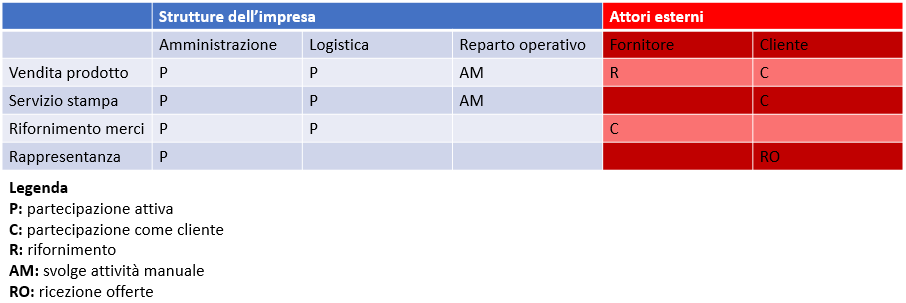 Strutture dell'impresa Attori esterni
Amministrazione Logistica Reparto operativo Fornitore Cliente
Vendita prodotto P P AM R C
Servizio stampa P P AM C
Rifornimento merci P P C
Rappresentanza P RO
Legenda
P: partecipazione attiva
C: partecipazione come cliente
R: rifornimento
AM: svolge attività manuale
RO: ricezione offerte